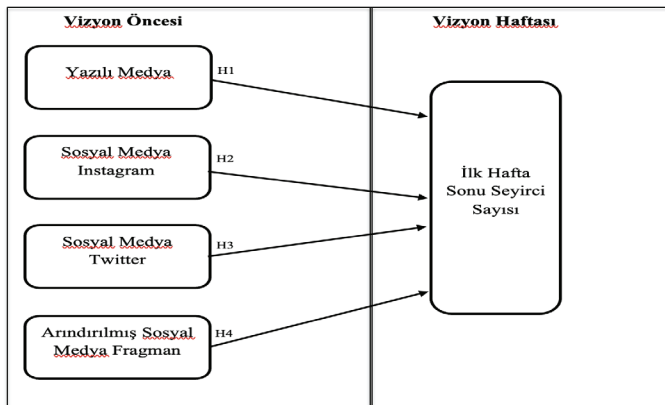 Vizyon Öncesi
Vizyon Haftası
Yazılı Medya
H1
Sosyal Medya
Instagram
H2
Sosyal Medya
Twitter
H3
Arındırılmış Sosyal
Medya Fragman
H4
İlk Hafta
Sonu Seyirci
Sayısı